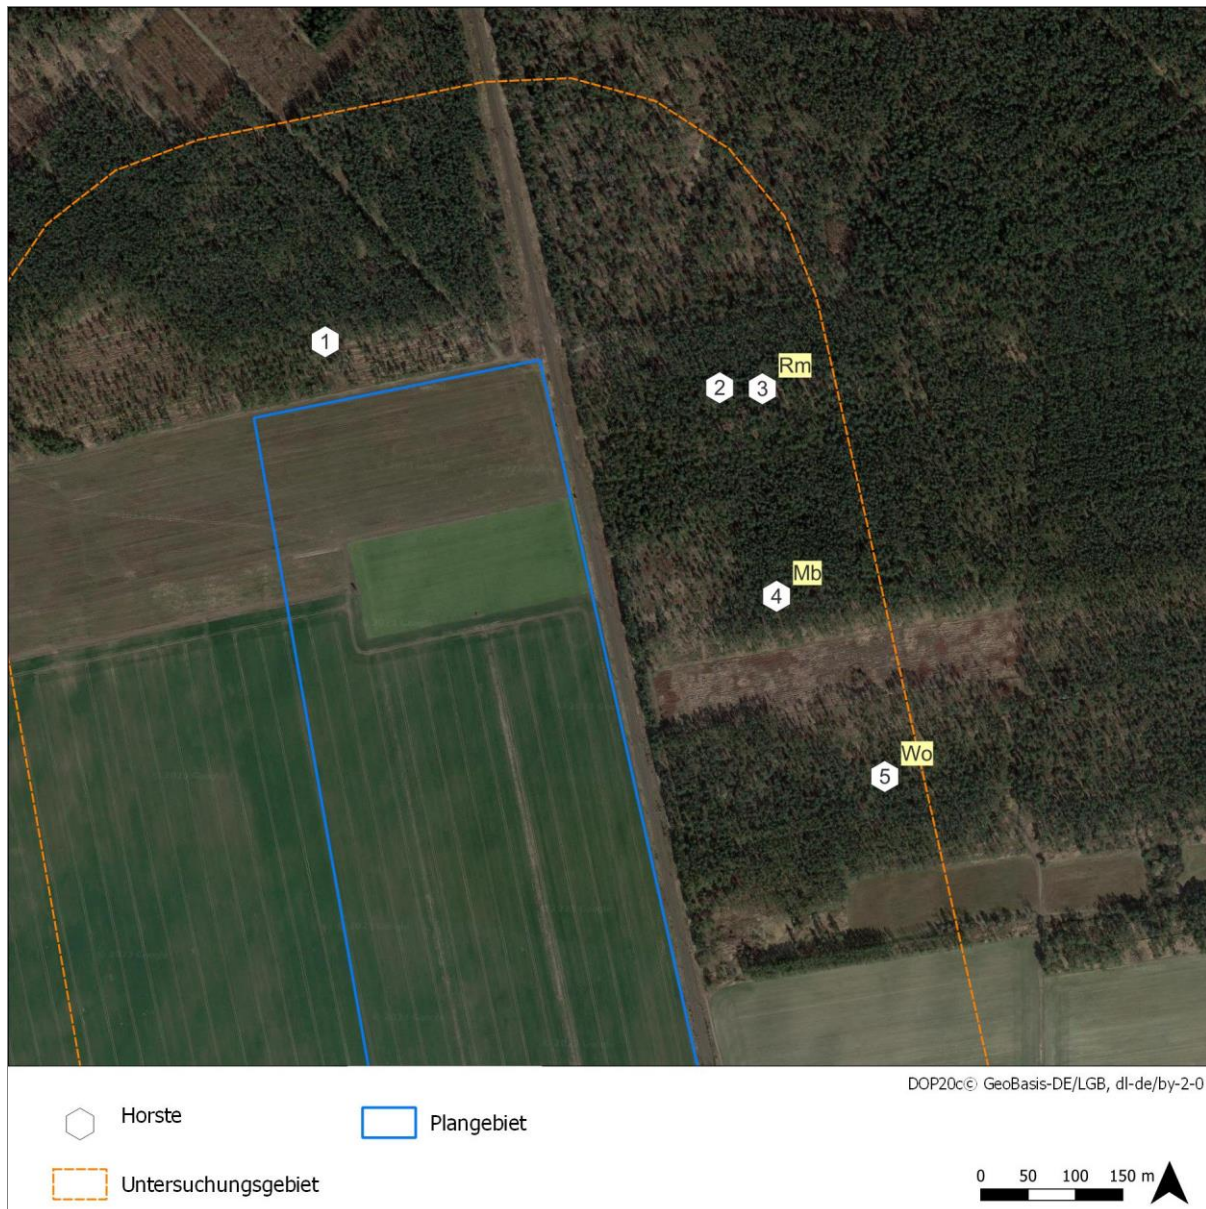 1
2
3
Rm
4
Mb
5
Wo
DOP20c© GeoBasis-DE/LGB, dl-de/by-2-0
Horste
Plangebiet
Untersuchungsgebiet
0 50 100 150 m